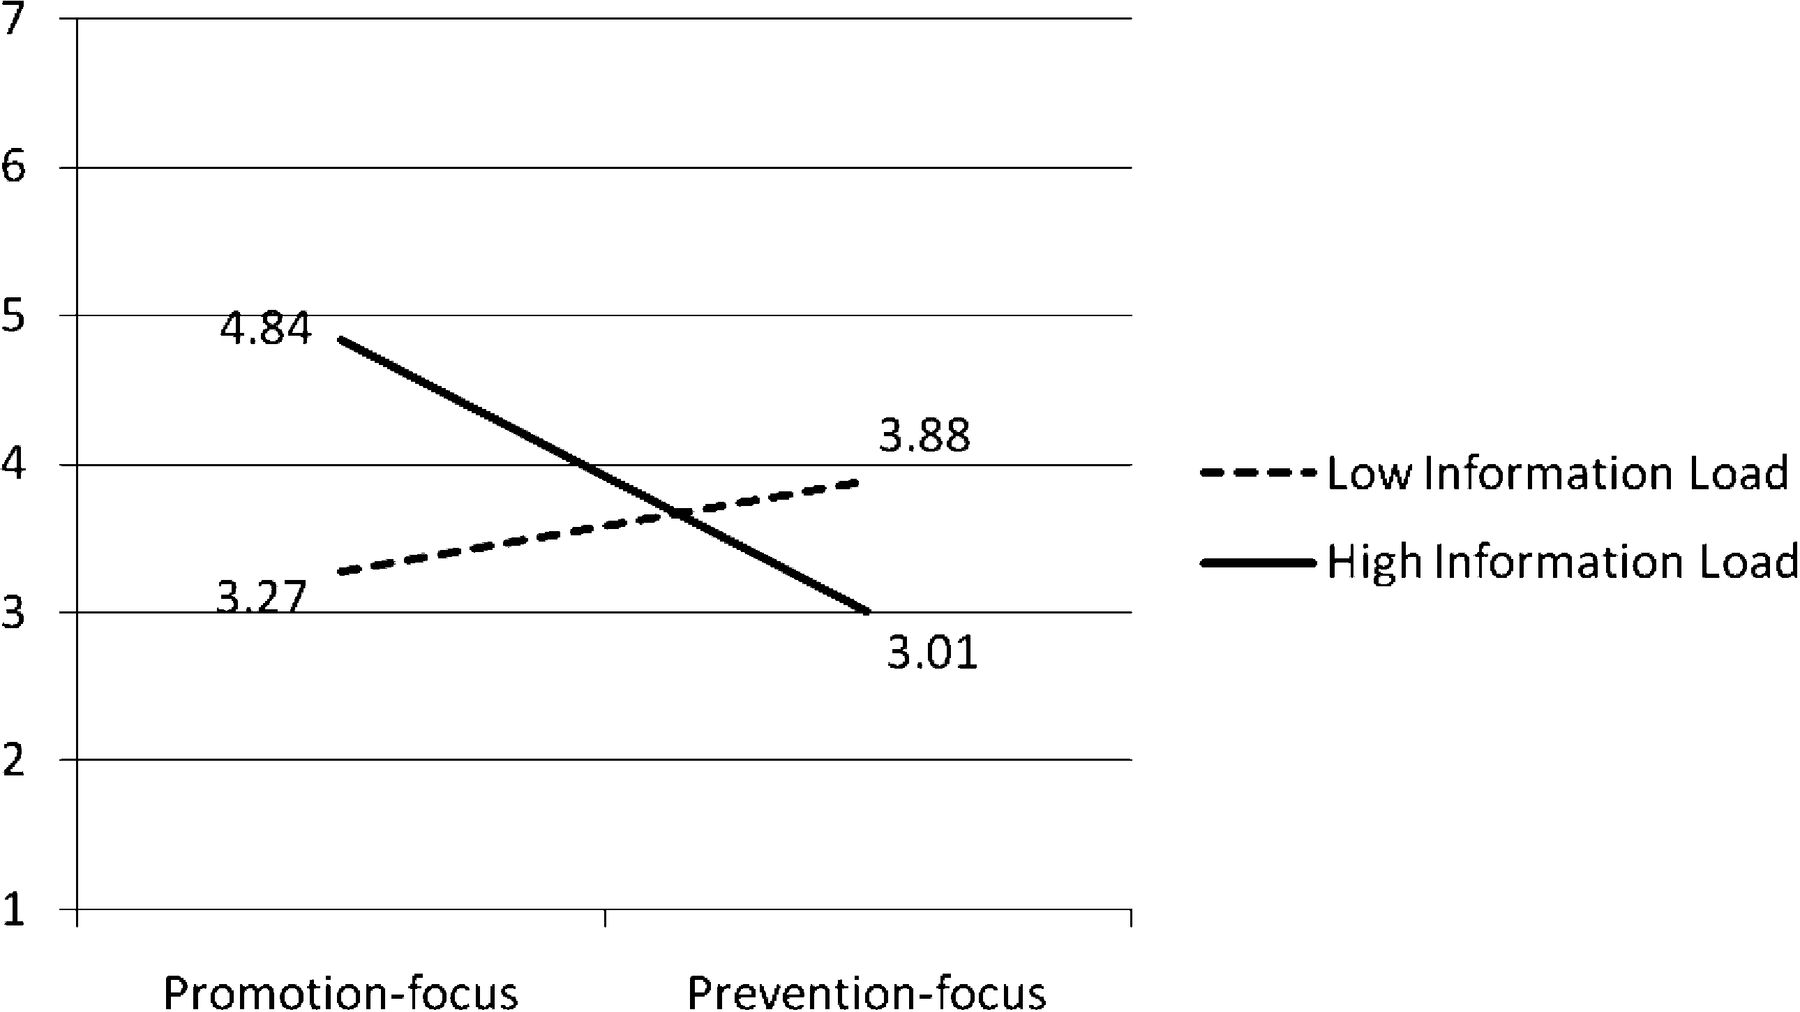 7
6
5
4.84
3.88
4
Low Information Load
High Information Load
3.27
3
3.01
2
1
Promotion-focus
Prevention-focus